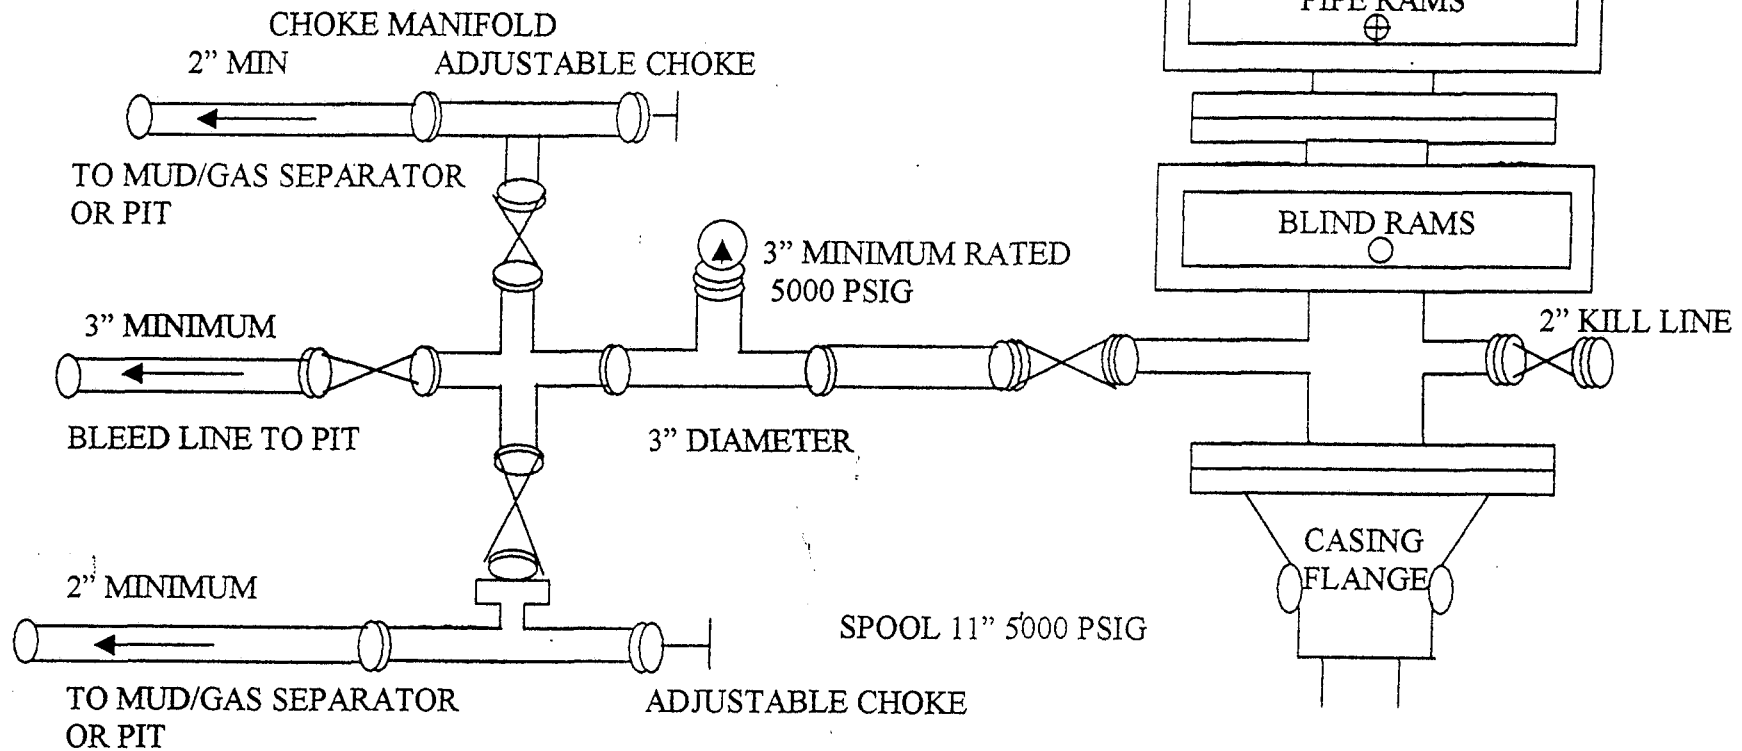 PIPE RAMS
CHOKE MANIFOLD
2” MIN
ADJUSTABLE CHOKE
TO MUD/GAS SEPARATOR
OR PIT
BLIND RAMS
3” MINIMUM RATED
5000 PSIG
3” MINIMUM
2” KILL LINE
BLEED LINE TO PIT
3” DIAMETER
CASING
FLANGE
2” MINIMUM
SPOOL 11” 5000 PSIG
TO MUD/GAS SEPARATOR
OR PIT
ADJUSTABLE CHOKE